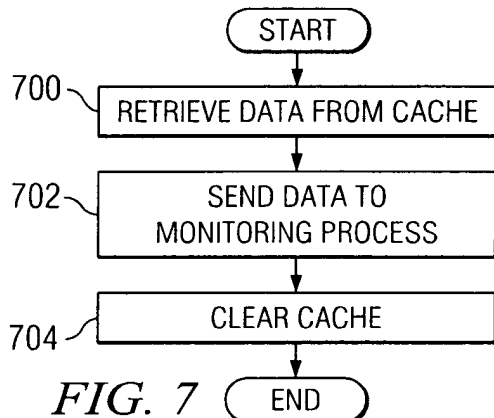 START
700
RETRIEVE DATA FROM CACHE
702
SEND DATA TO
MONITORING PROCESS
704
CLEAR CACHE
FIG. 7
END